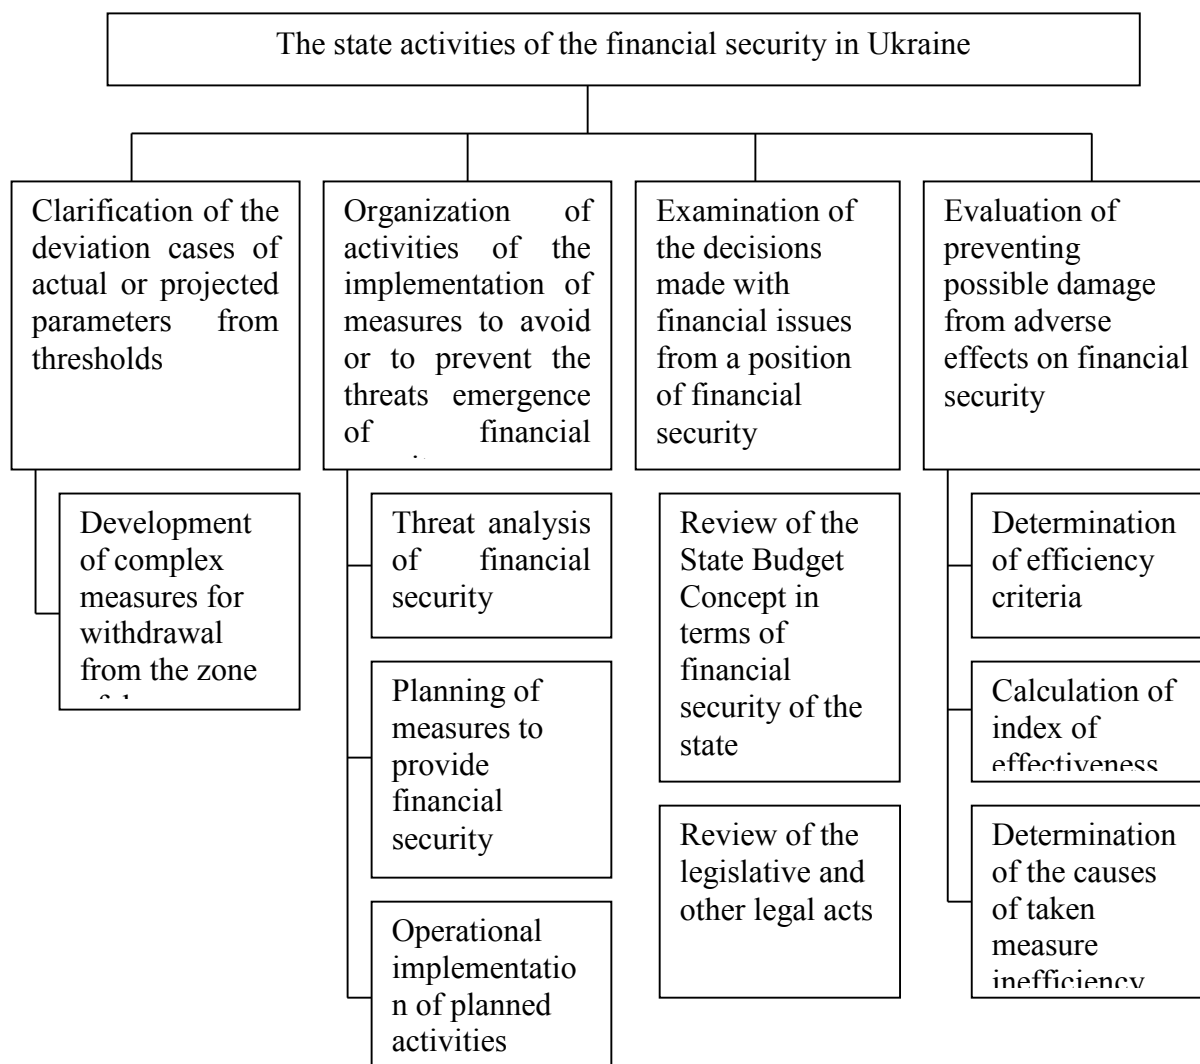 The state activities of the financial security in Ukraine
Clarification of the
deviation cases of
actual or projected
parameters from
thresholds
Organization of
activities of the
implementation of
measures to avoid
or to prevent the
threats emergence
of financial
Examination of
the decisions
made with
financial issues
from a position
of financial
security
Evaluation of
preventing
possible damage
from adverse
effects on financial
security
Development
of complex
measures for
withdrawal
from the zone
Threat analysis
of financial
security
Planning of
measures to
provide
financial
security
Operational
implementatio
n of planned
activities
Review of the
State Budget
Concept in
terms of
financial
security of the
state
Review of the
legislative and
other legal acts
Determination
of efficiency
criteria
Calculation of
index of
effectiveness
Determination
of the causes
of taken
measure
inefficiency